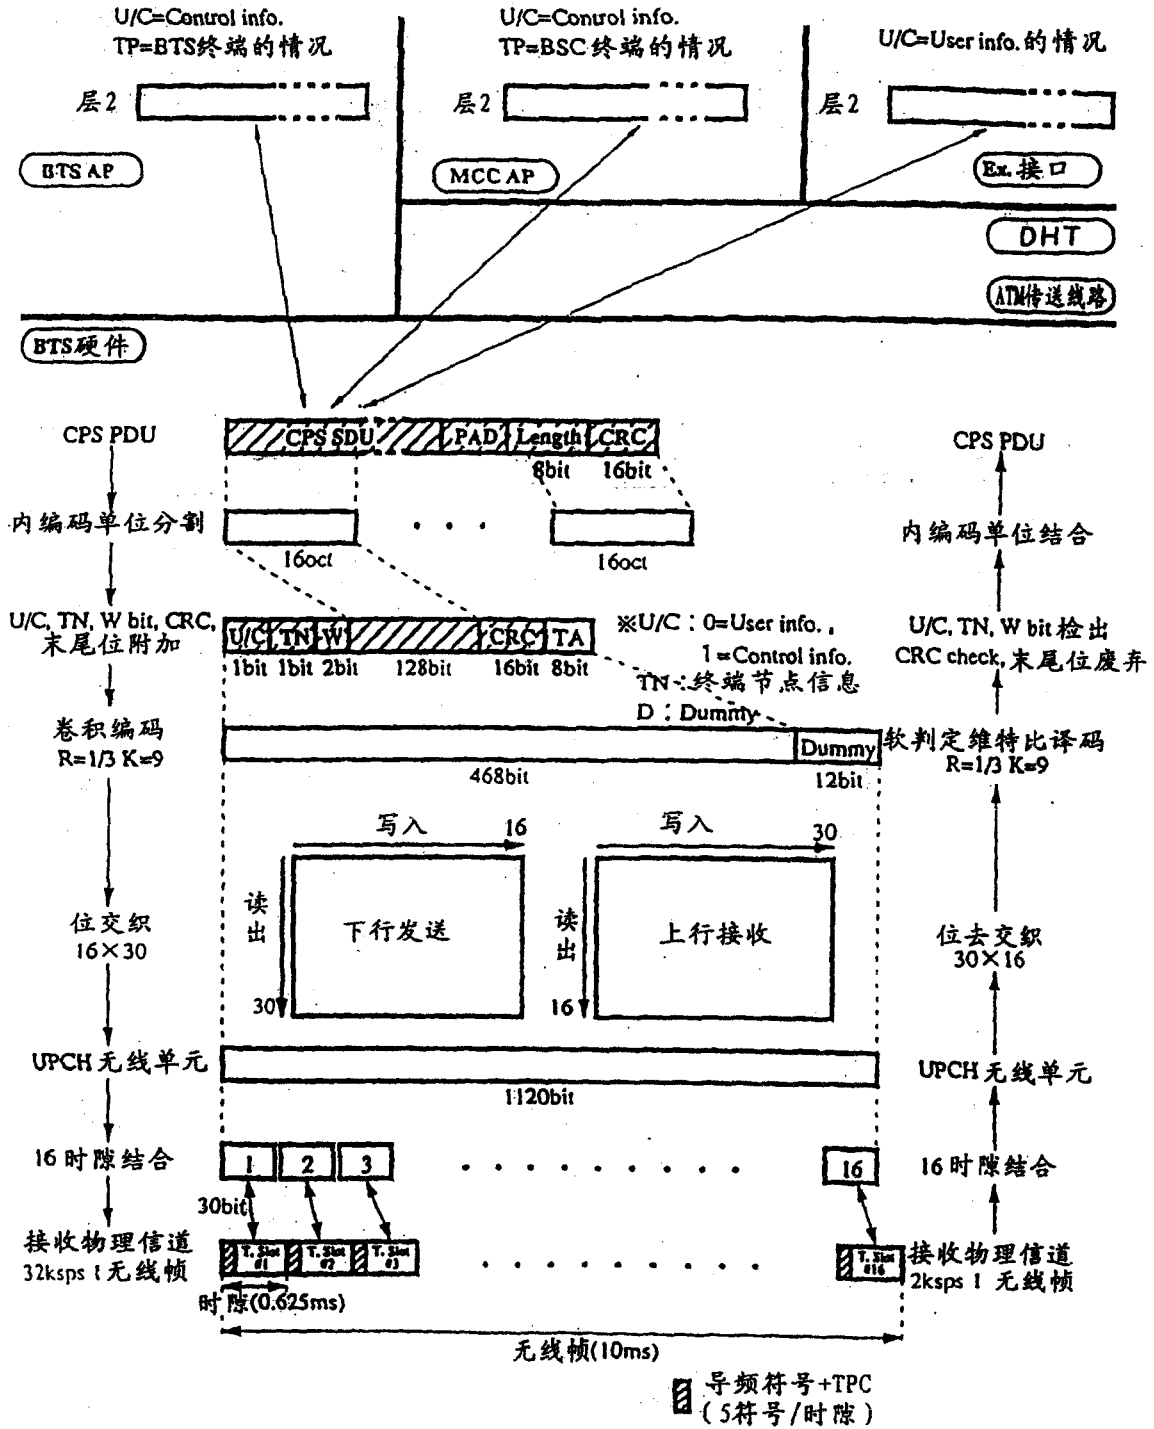 U/C=Control info.
TP=BTS终端的情况
U/C=Control info.
TP=BSC终端的情况
U/C=User info.的情况
层2
层2
层2
BTS AP
MCC AP
Ex.接口
DHT
ATM传送线路
BTS硬件
CPS PDU
CPS SDU
PAD
Length
CRC
8bit
16bit
CPS PDU
内编码单位分割
16oct
. . .
16oct
内编码单位结合
U/C, TN, W bit, CRC,
末尾位附加
U/C
TN
W
CRC
TA
1bit
1bit
2bit
128bit
16bit
8bit
※U/C：0=User info.,
1=Control info.
TN：终端节点信息
D：Dummy
U/C, TN, W bit检出
CRC check, 末尾位废弃
卷积编码
R=1/3 K=9
Dummy
468bit
12bit
软判定维特比译码
R=1/3 K=9
写入
16
读出
下行发送
30
写入
30
读出
上行接收
16
位交织
16×30
位去交织
30×16
UPCH无线单元
1120bit
UPCH无线单元
16时隙结合
1
2
3
16
16时隙结合
30bit
接收物理信道
32ksps 1无线帧
T. Slot
#1
T. Slot
#2
T. Slot
#3
T. Slot
#16
接收物理信道
2ksps 1 无线帧
时隙(0.625ms)
无线帧(10ms)
导频符号+TPC
(5符号/时隙)